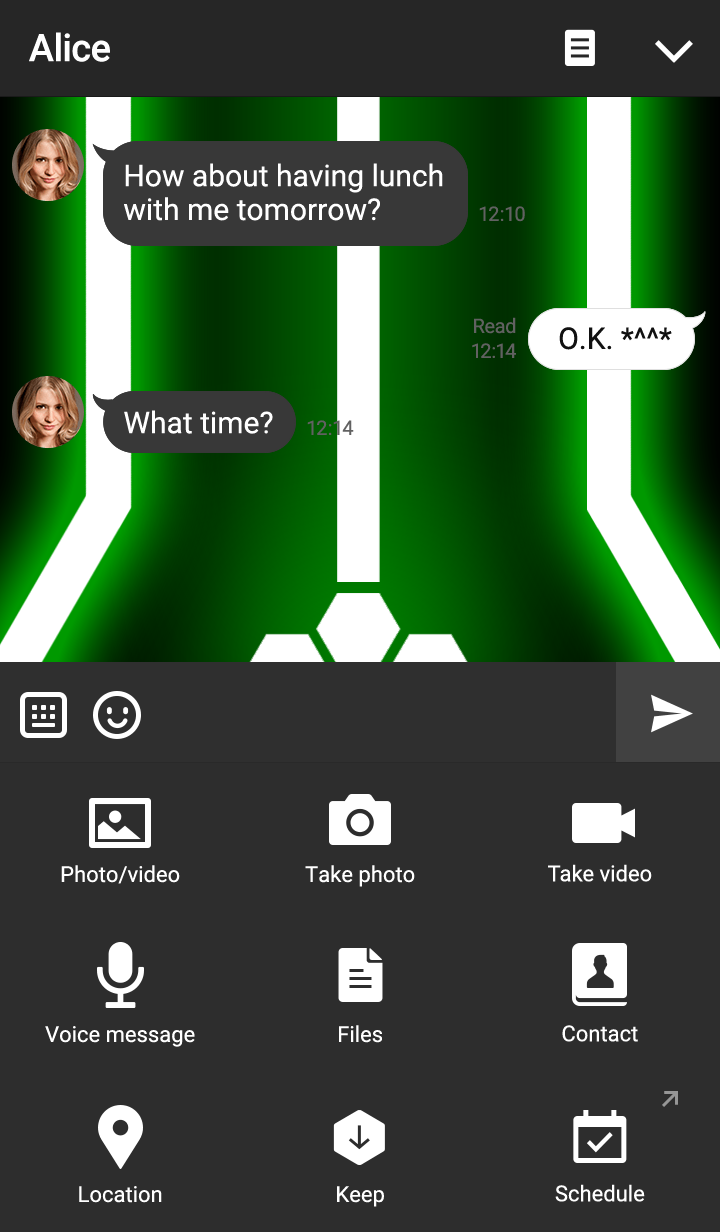 Alice
How about having lunch
with me tomorrow?
12:10
Read
12:14
O.K. *^^*
What time?
12:14
Photo/video
Take photo
Take video
Voice message
Files
Contact
Location
Keep
Schedule